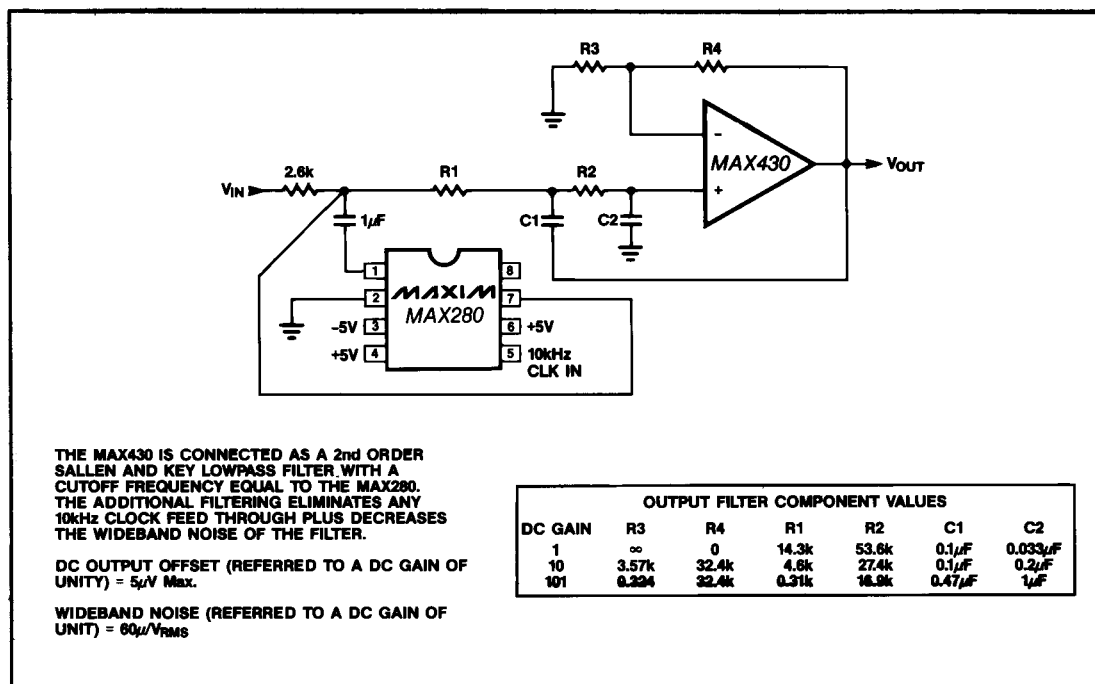 R3
R4
MAX430
VOUT
2.6k
R1
R2
VIN
1μF
C1
C2
1
8
2
MAXIM
7
MAX280
-5V
3
6
+5V
+5V
4
5
10kHz
CLK IN
THE MAX430 IS CONNECTED AS A 2nd ORDER
SALLEN AND KEY LOWPASS FILTER WITH A
CUTOFF FREQUENCY EQUAL TO THE MAX280.
THE ADDITIONAL FILTERING ELIMINATES ANY
10kHz CLOCK FEED THROUGH PLUS DECREASES
THE WIDEBAND NOISE OF THE FILTER.
DC OUTPUT OFFSET (REFERRED TO A DC GAIN OF
UNITY) = 5μV Max.
WIDEBAND NOISE (REFERRED TO A DC GAIN OF
UNIT) = 60μ/VRMS
OUTPUT FILTER COMPONENT VALUES
DC GAIN R3 R4 R1 R2 C1 C2
1 ∞ 0 14.3k 53.6k 0.1μF 0.033μF
10 3.57k 32.4k 4.6k 27.4k 0.1μF 0.2μF
101 0.324 32.4k 0.31k 16.9k 0.47μF 1μF